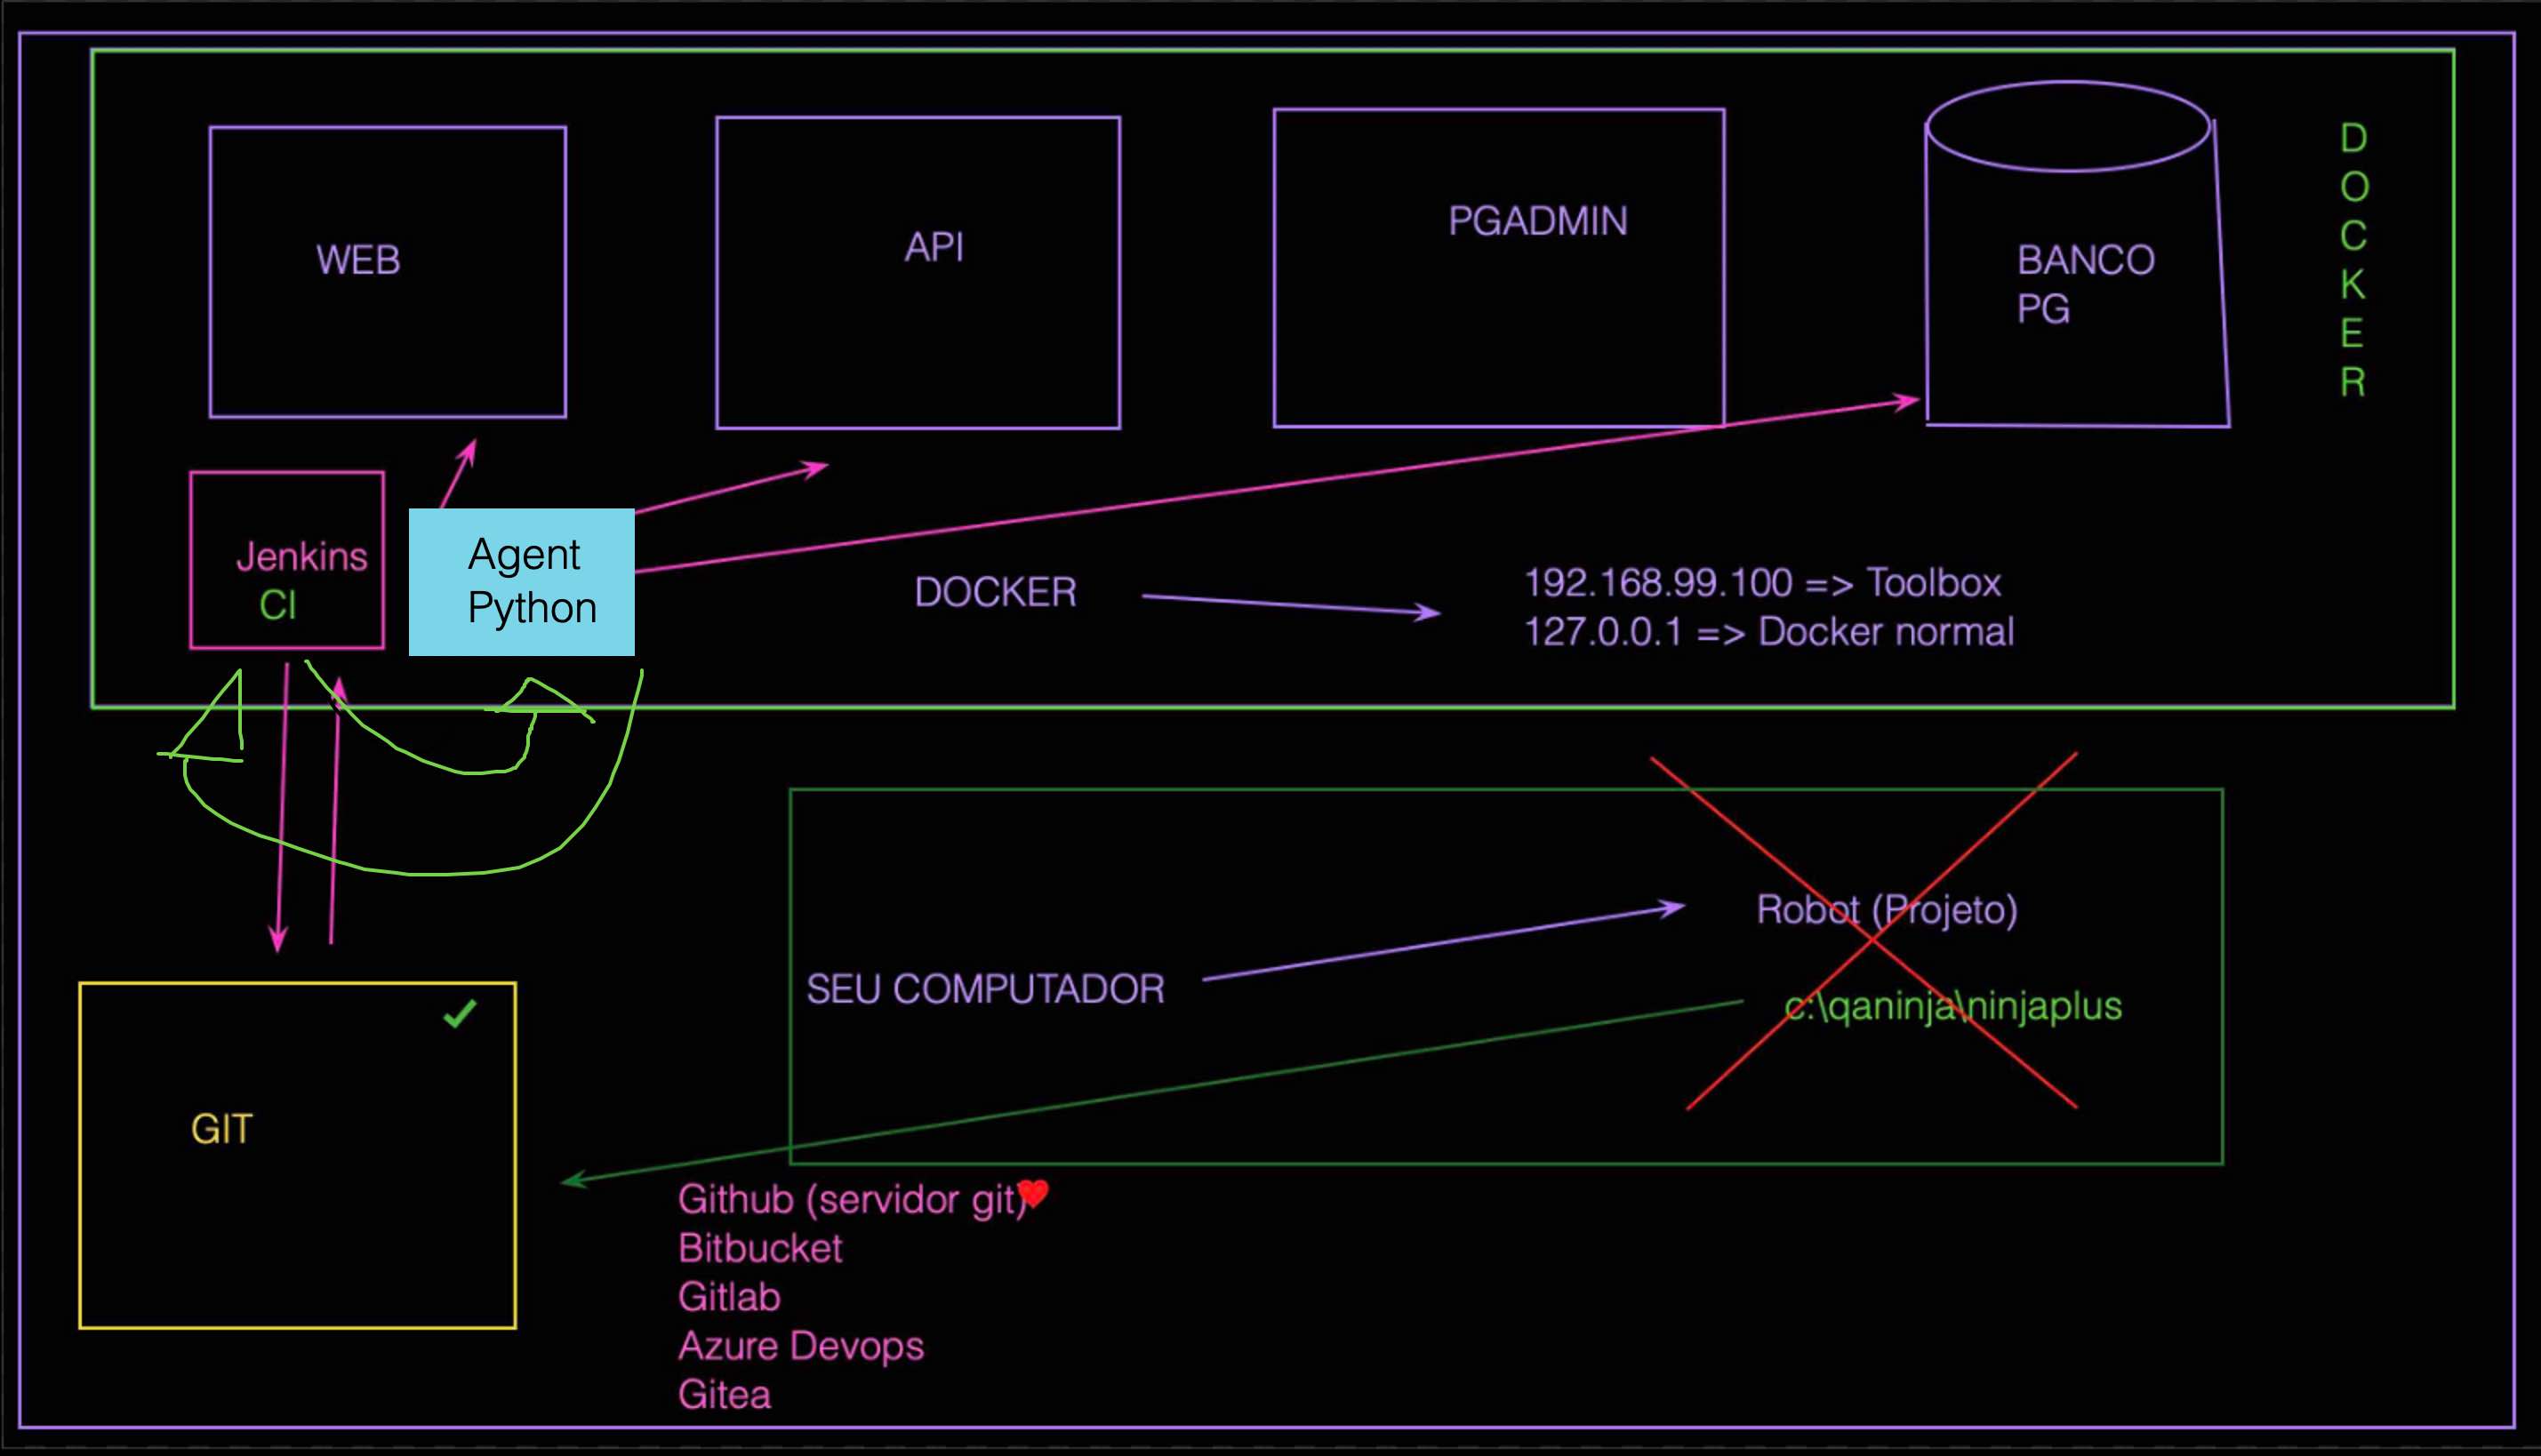 WEB
API
PGADMIN
BANCO
PG
D
O
C
K
E
R
Jenkins
CI
Agent
Python
DOCKER
192.168.99.100 => Toolbox
127.0.0.1 => Docker normal
SEU COMPUTADOR
Robot (Projeto)
c:\qaninja\ninjaplus
GIT
Github (servidor git)
Bitbucket
Gitlab
Azure Devops
Gitea